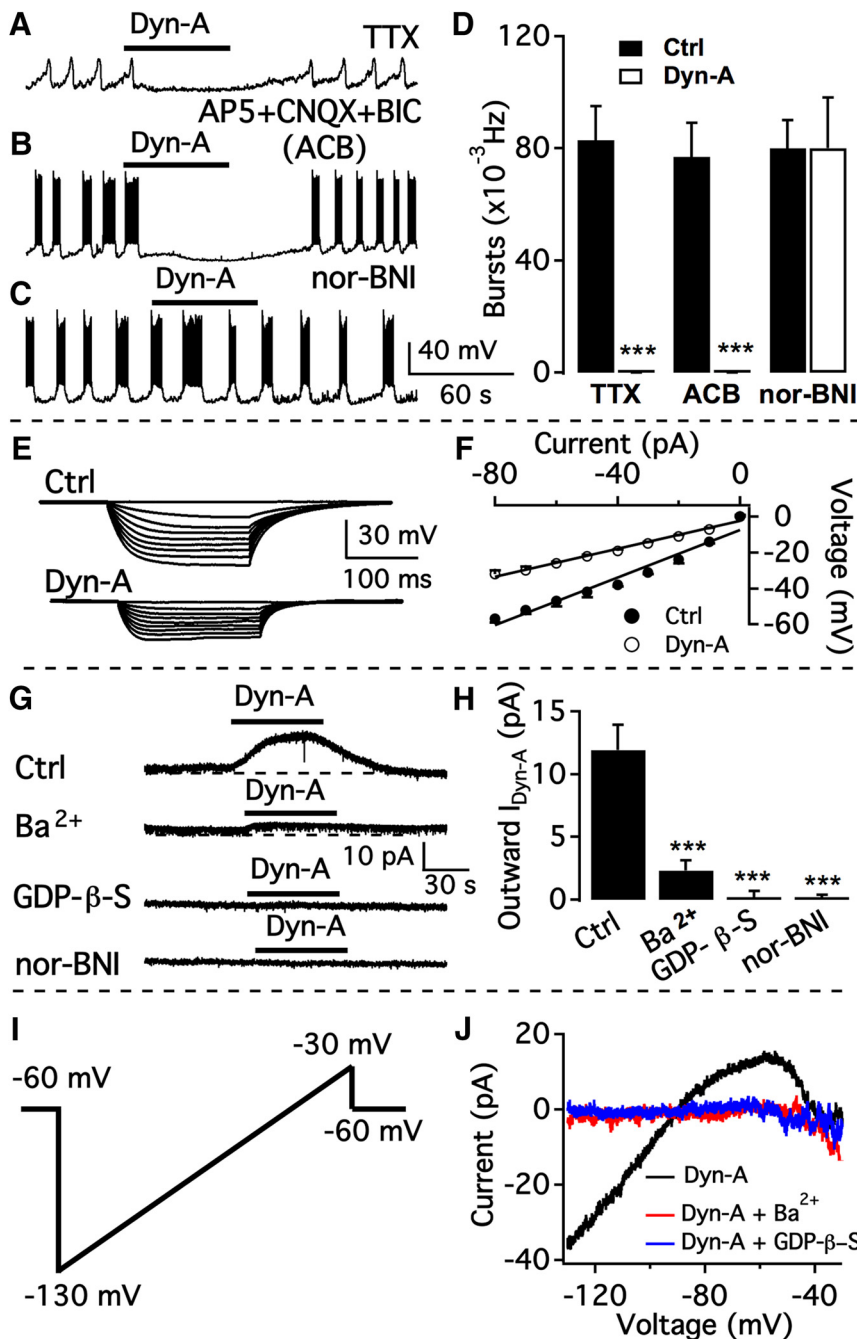 A
Dyn-A
TTX
AP5+CNQX+BIC
(ACB)
B
Dyn-A
nor-BNI
C
Dyn-A
40 mV
60 s
D
Ctrl
Dyn-A
Bursts (x10⁻³Hz)
120
80
40
0
***
***
TTX
ACB
nor-BNI
E
Ctrl
30 mV
100 ms
Dyn-A
F
Current (pA)
-80
-40
0
0
-20
-40
-60
Voltage (mV)
Ctrl
Dyn-A
G
Dyn-A
Ctrl
Dyn-A
Ba²⁺
10 pA
30 s
Dyn-A
GDP-β-S
Dyn-A
nor-BNI
H
Outward I Dyn-A (pA)
15
10
5
0
***
***
***
Ctrl
Ba²⁺
GDP- β-S
nor-BNI
I
-60 mV
-30 mV
-60 mV
-130 mV
J
Current (pA)
20
0
-20
-40
Dyn-A
Dyn-A + Ba²⁺
Dyn-A + GDP-β-S
-120
-80
-40
Voltage (mV)